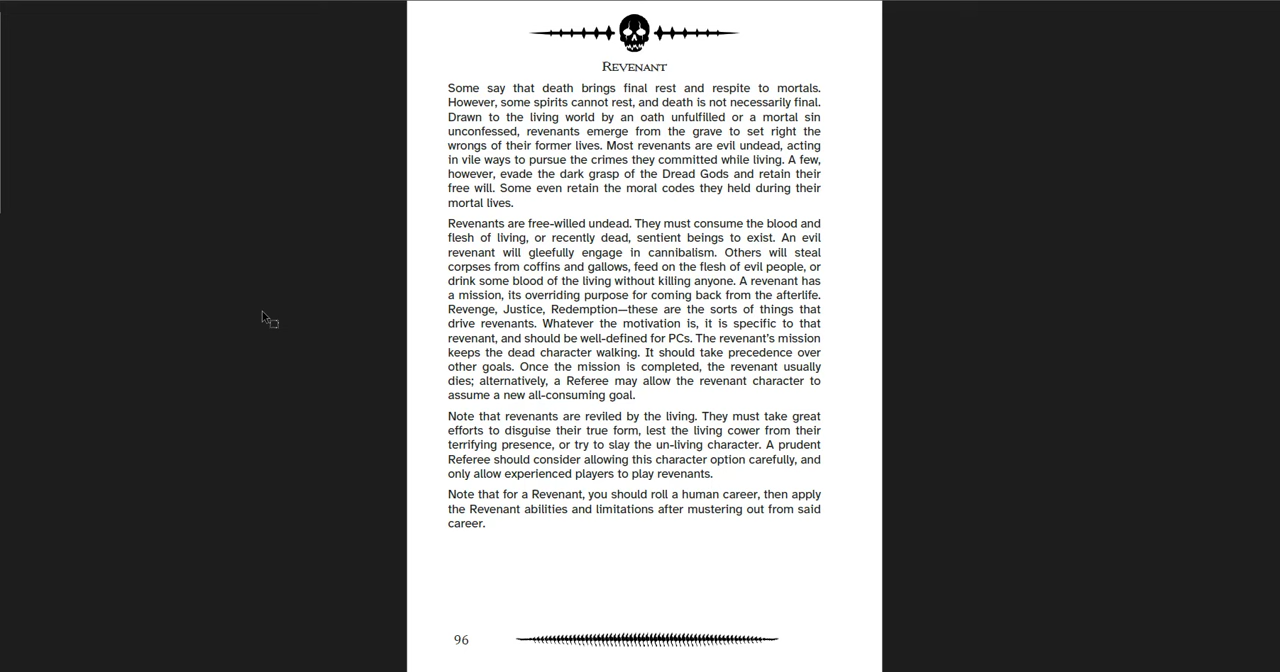 REVENANT
Some say that death brings final rest and respite to mortals.
However, some spirits cannot rest, and death is not necessarily final.
Drawn to the living world by an oath unfulfilled or a mortal sin
unconfessed, revenants emerge from the grave to set right the
wrongs of their former lives. Most revenants are evil undead, acting
in vile ways to pursue the crimes they committed while living. A few,
however, evade the dark grasp of the Dread Gods and retain their
free will. Some even retain the moral codes they held during their
mortal lives.
Revenants are free-willed undead. They must consume the blood and
flesh of living, or recently dead, sentient beings to exist. An evil
revenant will gleefully engage in cannibalism. Others will steal
corpses from coffins and gallows, feed on the flesh of evil people, or
drink some blood of the living without killing anyone. A revenant has
a mission, its overriding purpose for coming back from the afterlife.
Revenge, Justice, Redemption—these are the sorts of things that
drive revenants. Whatever the motivation is, it is specific to that
revenant, and should be well-defined for PCs. The revenant's mission
keeps the dead character walking. It should take precedence over
other goals. Once the mission is completed, the revenant usually
dies; alternatively, a Referee may allow the revenant character to
assume a new all-consuming goal.
Note that revenants are reviled by the living. They must take great
efforts to disguise their true form, lest the living cower from their
terrifying presence, or try to slay the un-living character. A prudent
Referee should consider allowing this character option carefully, and
only allow experienced players to play revenants.
Note that for a Revenant, you should roll a human career, then apply
the Revenant abilities and limitations after mustering out from said
career.
96